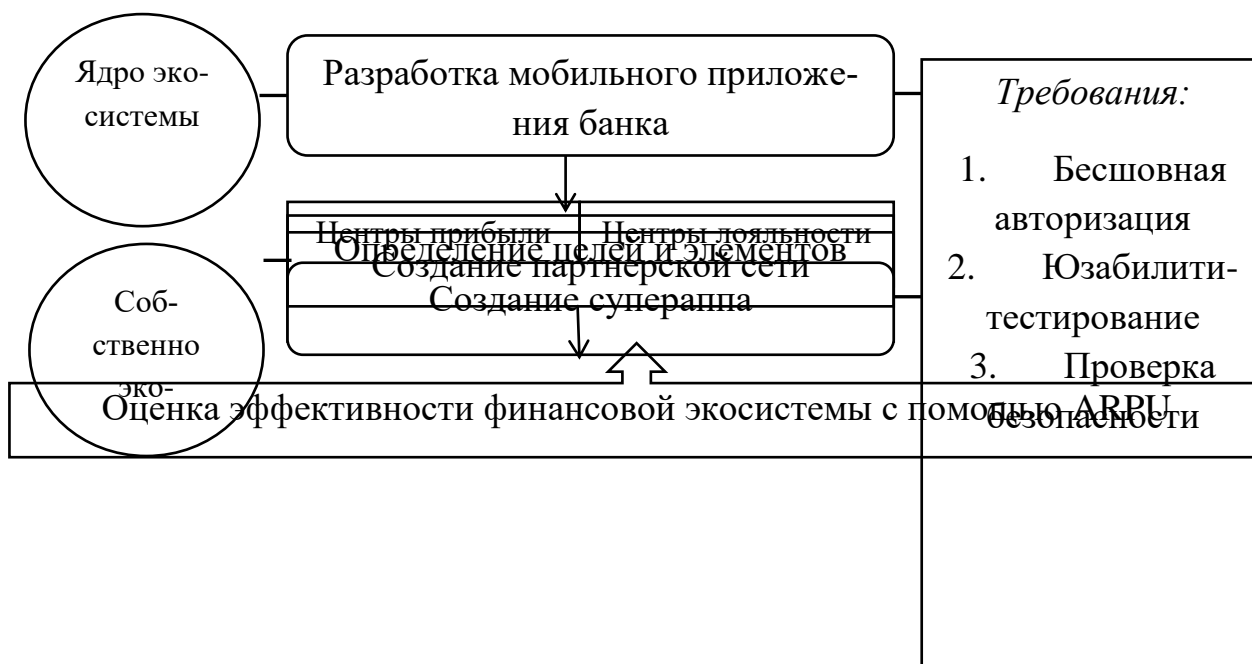 Ядро эко-
системы
Разработка мобильного приложе-
ния банка
Требования:
1. Бесшовная
авторизация
2. Юзабилити-
тестирование
3. Проверка
безопасности
Центры прибыли
Центры лояльности
Определение целей и элементов
Создание партнерской сети
Создание супераппа
Соб-
ственно
эко-
Оценка эффективности финансовой экосистемы с помощью ARPU